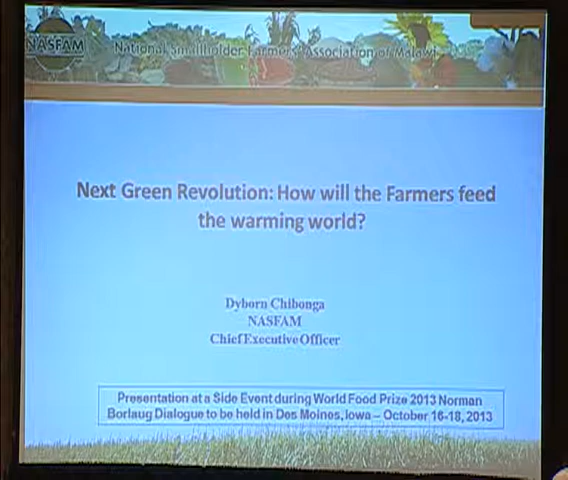 NASFAM
National Smallholder Farmers' Association of Malawi
Next Green Revolution: How will the Farmers feed
the warming world?
Dyborn Chibonga
NASFAM
Chief Executive Officer
Presentation at a Side Event during World Food Prize 2013 Norman
Borlaug Dialogue to be held in Des Moines, Iowa – October 16-18, 2013